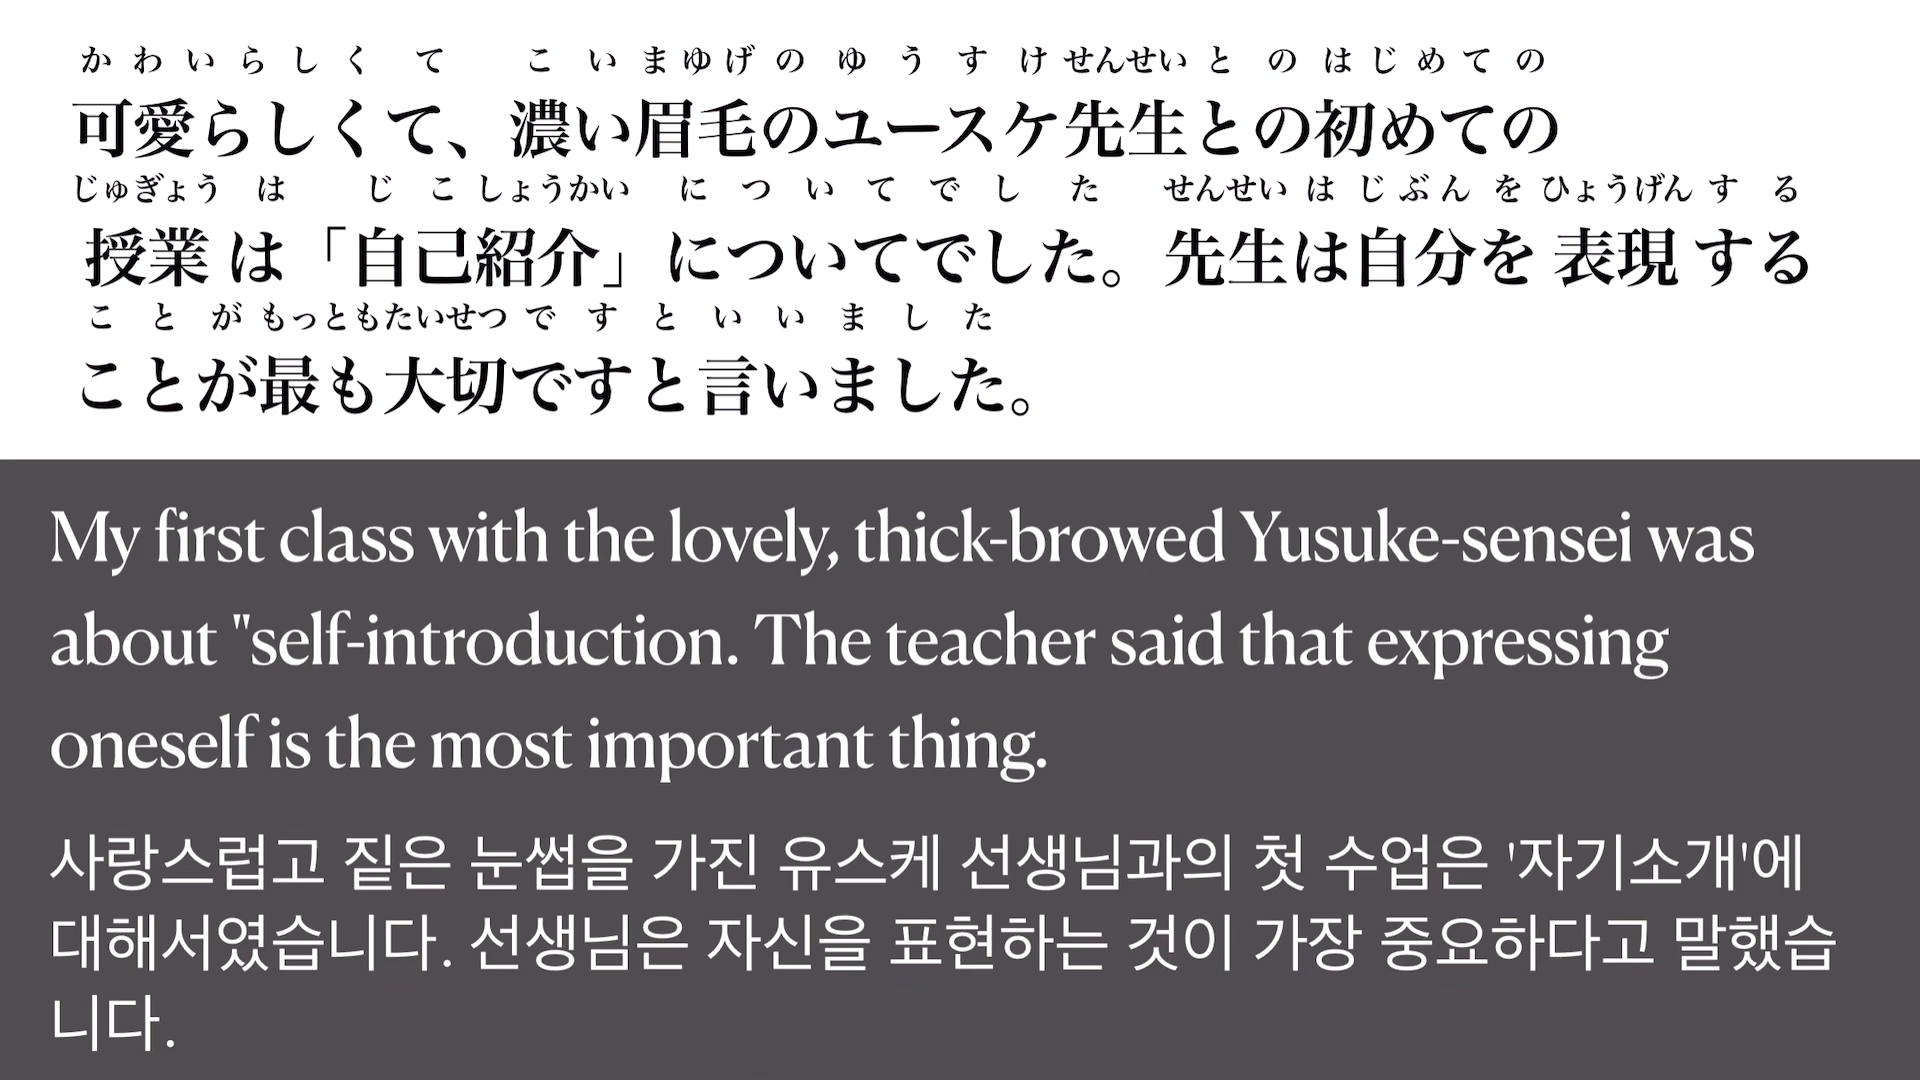 かわいらしくて こいまゆげのゆうすけせんせいとのはじめての
可愛らしくて、濃い眉毛のユースケ先生との初めての
じゅぎょうは じこしょうかいについてでした せんせいはじぶんをひょうげんする
授業は「自己紹介」についてでした。先生は自分を表現する
ことがもっともたいせつですといいました
ことが最も大切ですと言いました。
My first class with the lovely, thick-browed Yusuke-sensei was
about "self-introduction. The teacher said that expressing
oneself is the most important thing.
사랑스럽고 짙은 눈썹을 가진 유스케 선생님과의 첫 수업은 '자기소개'에
대해서였습니다. 선생님은 자신을 표현하는 것이 가장 중요하다고 말했습
니다.